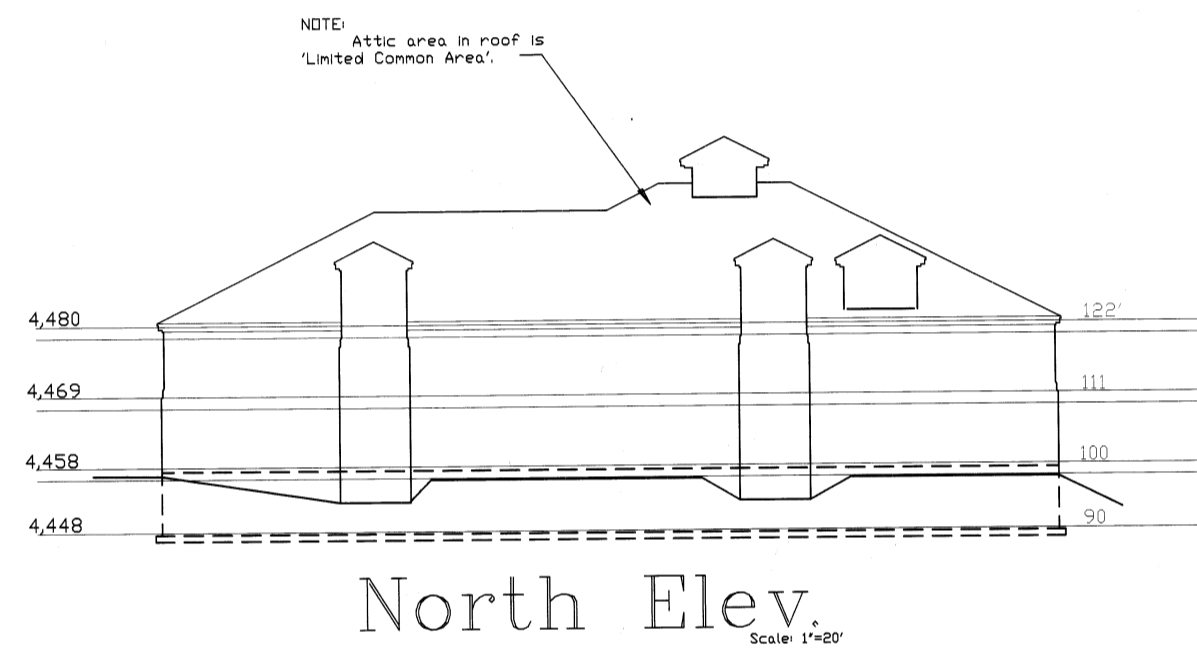 NOTE:
Attic area in roof is
'Limited Common Area'.
4,480
122'
4,469
111
4,458
100
4,448
90
North Elev.
Scale: 1"=20'